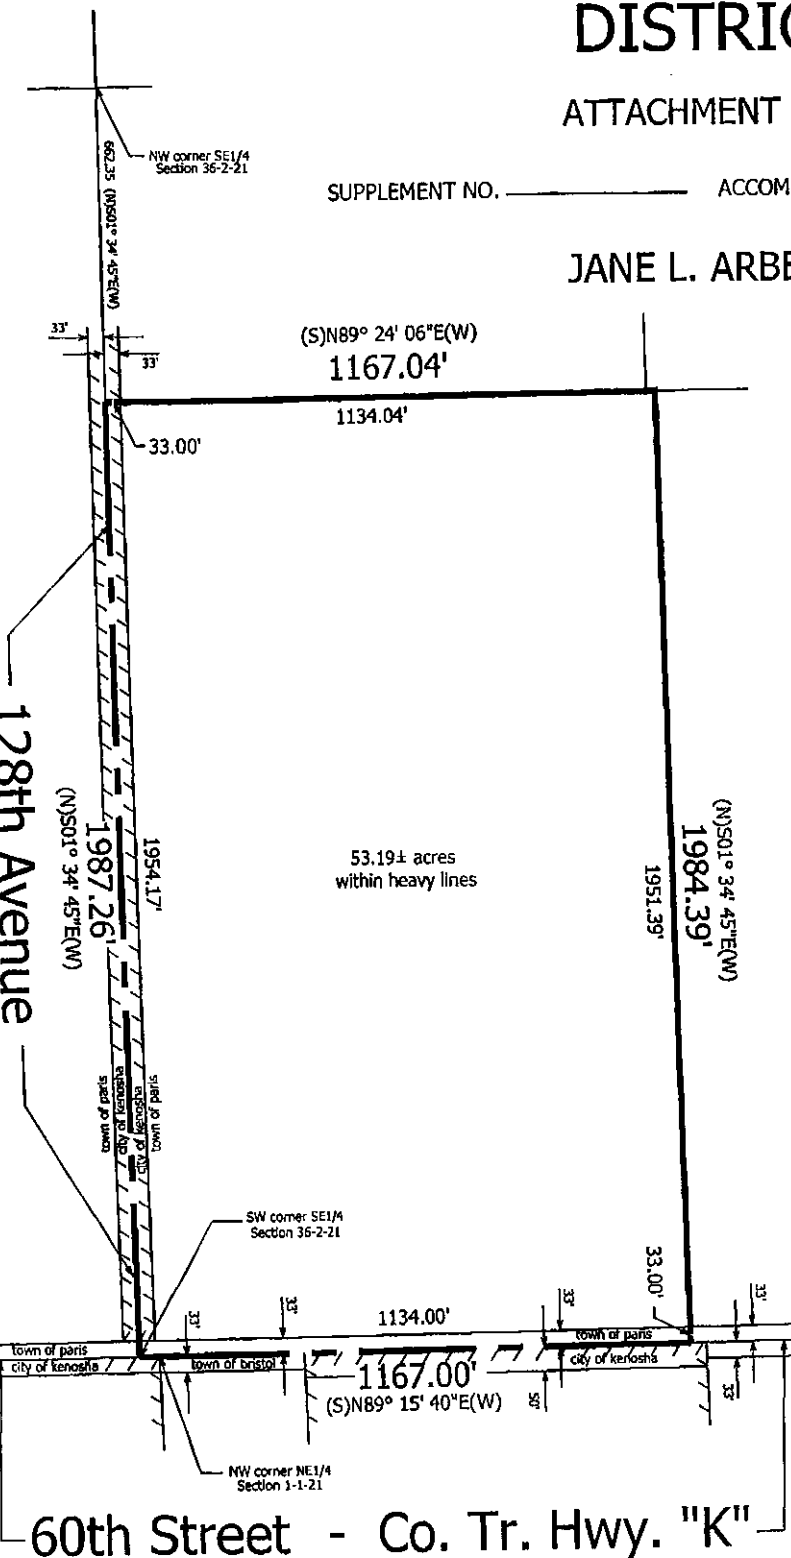 DISTRIC
ATTACHMENT
NW corner SE1/4
Section 36-2-21
662.35 (N)S01° 34' 45"E(W)
SUPPLEMENT NO. ACCOM
JANE L. ARBE
33'
33'
(S)N89° 24' 06"E(W)
1167.04'
1134.04'
33.00'
128th Avenue
(N)S01° 34' 45"E(W)
1987.26'
1954.17'
53.19± acres
within heavy lines
1951.39'
1984.39'
(N)S01° 34' 45"E(W)
town of paris
city of kenosha
city of kenosha
town of paris
SW corner SE1/4
Section 36-2-21
33.00'
33'
33'
1134.00'
33'
33'
town of paris
city of kenosha
town of bristol
town of paris
city of kenosha
1167.00'
(S)N89° 15' 40"E(W)
50'
33'
NW corner NE1/4
Section 1-1-21
60th Street - Co. Tr. Hwy. "K"